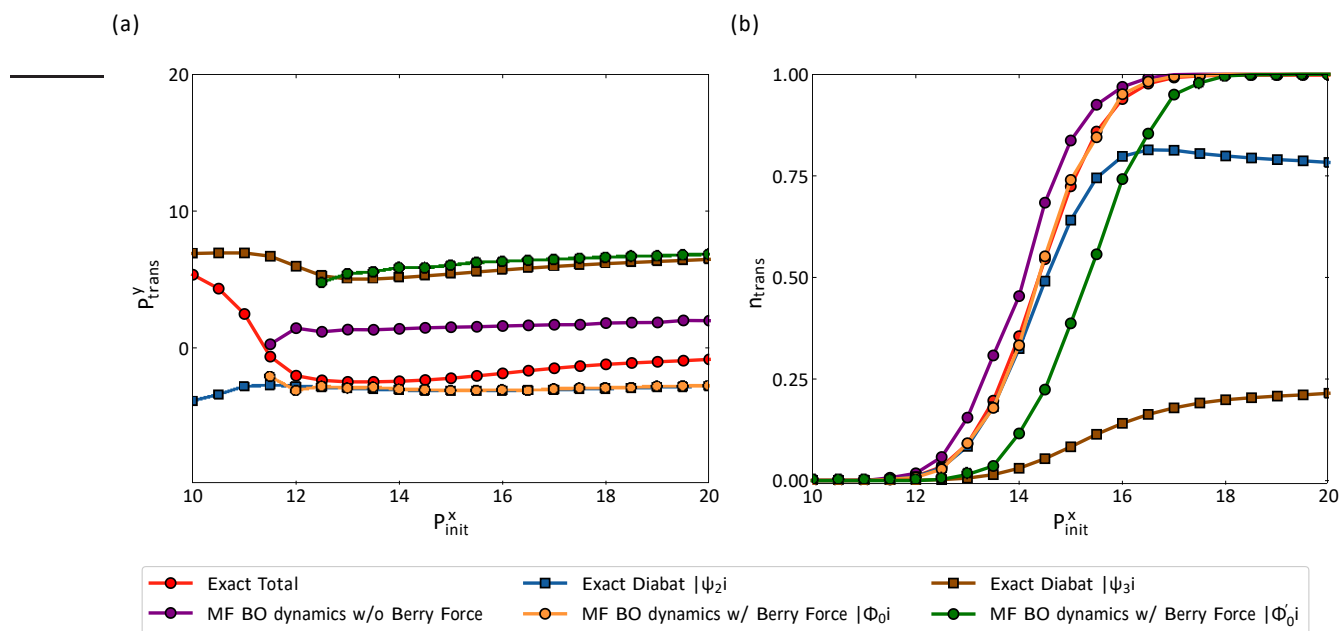 (a)
(b)
20
10
0
P^y_trans
10 12 14 16 18 20
P^x_init
1.00
0.75
0.50
0.25
0.00
n_trans
10 12 14 16 18 20
P^x_init
Exact Total
Exact Diabat |ψ₂i
Exact Diabat |ψ₃i
MF BO dynamics w/o Berry Force
MF BO dynamics w/ Berry Force |Φ₀i
MF BO dynamics w/ Berry Force |Φ′₀i